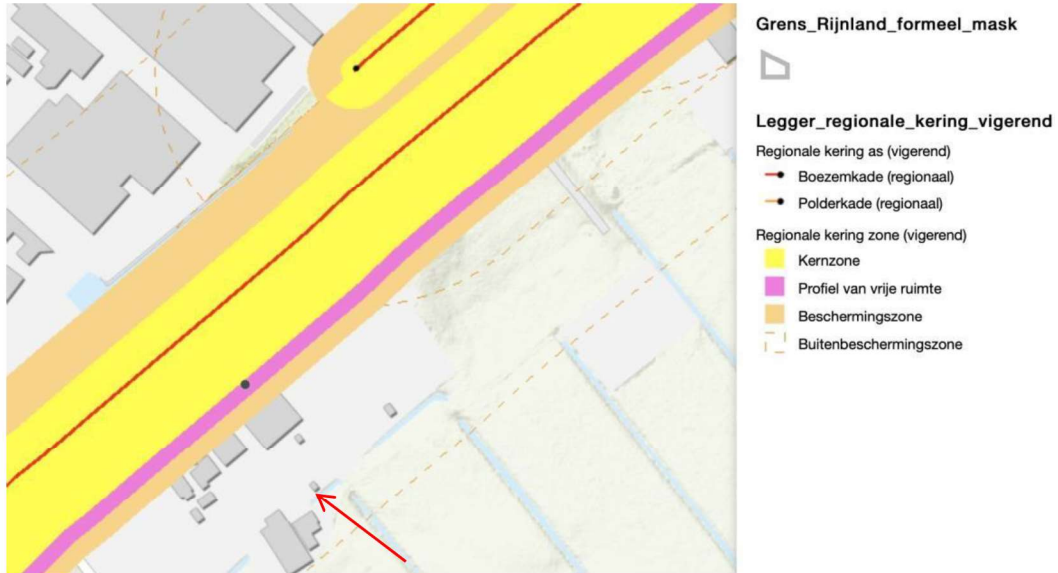 Grens_Rijnland_formeel_mask
Legger_regionale_kering_vigerend
Regionale kering as (vigerend)
Boezemkade (regionaal)
Polderkade (regionaal)
Regionale kering zone (vigerend)
Kernzone
Profiel van vrije ruimte
Beschermingszone
Buitenbeschermingszone